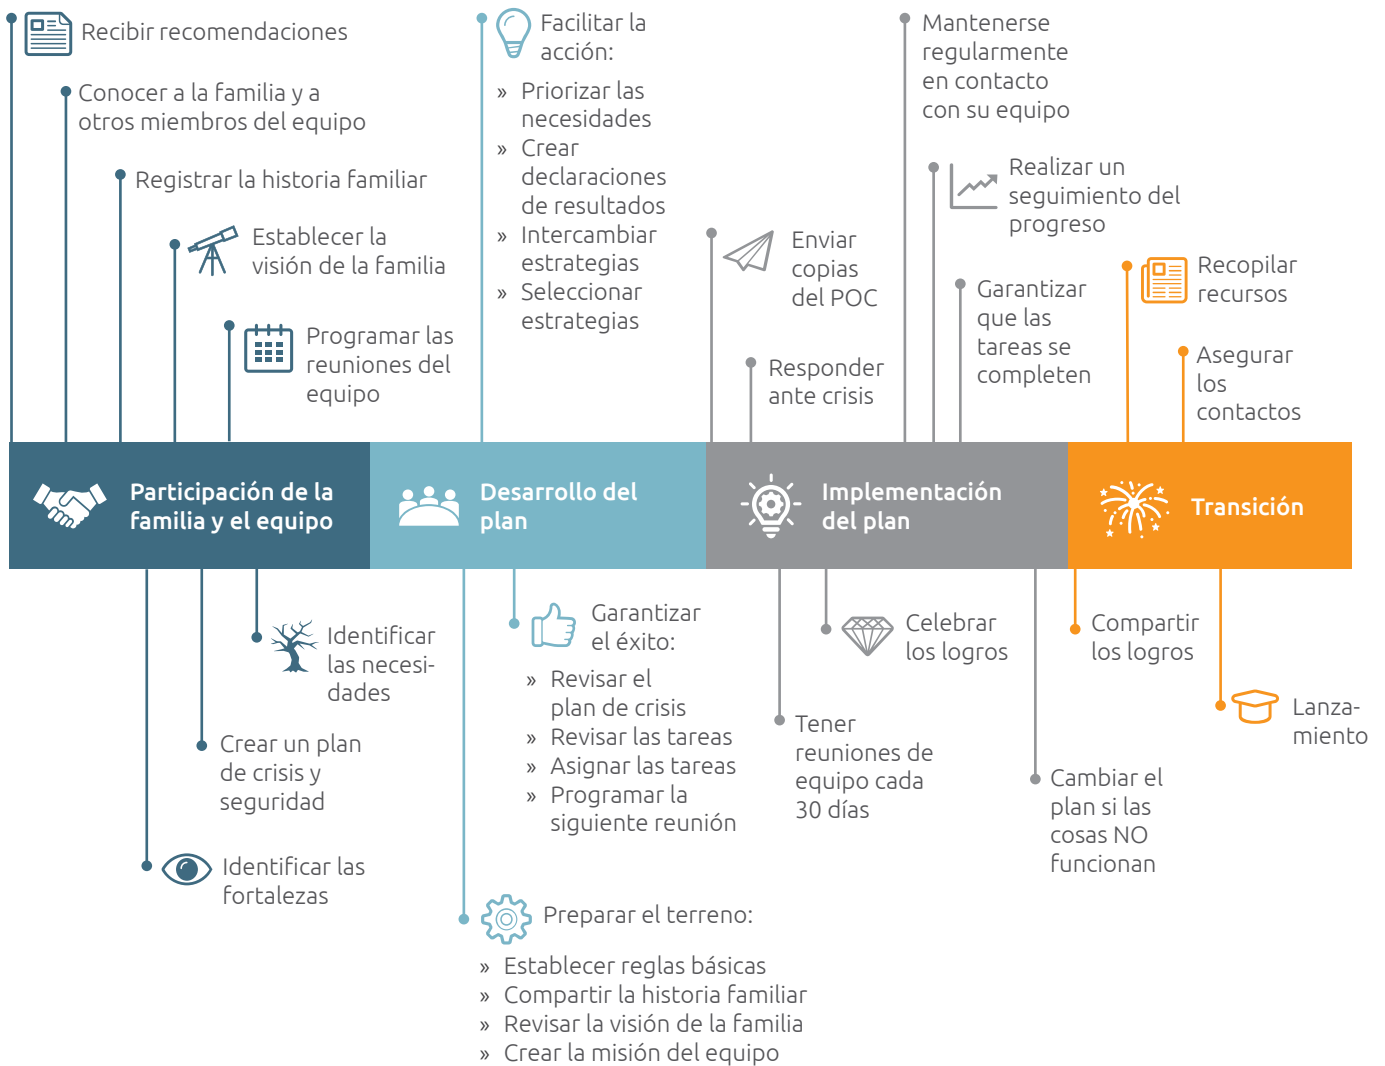 Recibir recomendaciones
Conocer a la familia y a
otros miembros del equipo
Registrar la historia familiar
Establecer la
visión de la familia
Programar las
reuniones del
equipo
Facilitar la
acción:
» Priorizar las
necesidades
» Crear
declaraciones
de resultados
» Intercambiar
estrategias
» Seleccionar
estrategias
Enviar
copias
del POC
Responder
ante crisis
Mantenerse
regularmente
en contacto
con su equipo
Realizar un
seguimiento del
progreso
Garantizar
que las
tareas se
completen
Recopilar
recursos
Asegurar
los
contactos
Participación de la
familia y el equipo
Desarrollo del
plan
Implementación
del plan
Transición
Identificar
las necesi-
dades
Crear un plan
de crisis y
seguridad
Identificar las
fortalezas
Garantizar
el éxito:
» Revisar el
plan de crisis
» Revisar las tareas
» Asignar las tareas
» Programar la
siguiente reunión
Preparar el terreno:
» Establecer reglas básicas
» Compartir la historia familiar
» Revisar la visión de la familia
» Crear la misión del equipo
Celebrar
los logros
Tener
reuniones de
equipo cada
30 días
Cambiar el
plan si las
cosas NO
funcionan
Compartir
los logros
Lanza-
miento